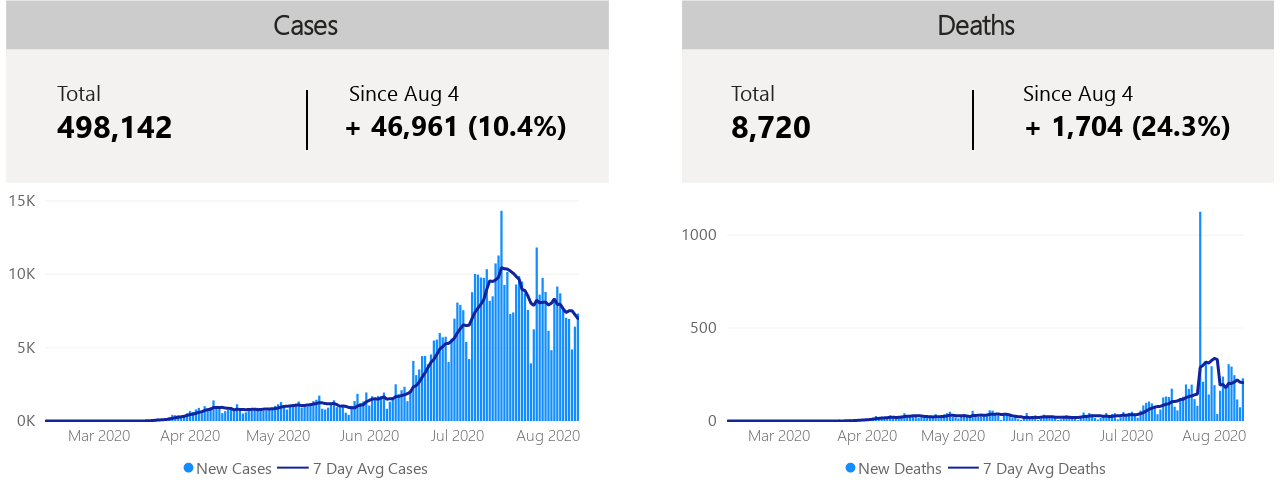 Cases
Total
498,142
Since Aug 4
+ 46,961 (10.4%)
15K
10K
5K
0K
Mar 2020 Apr 2020 May 2020 Jun 2020 Jul 2020 Aug 2020
New Cases 7 Day Avg Cases
Deaths
Total
8,720
Since Aug 4
+ 1,704 (24.3%)
1000
500
0
Mar 2020 Apr 2020 May 2020 Jun 2020 Jul 2020 Aug 2020
New Deaths 7 Day Avg Deaths